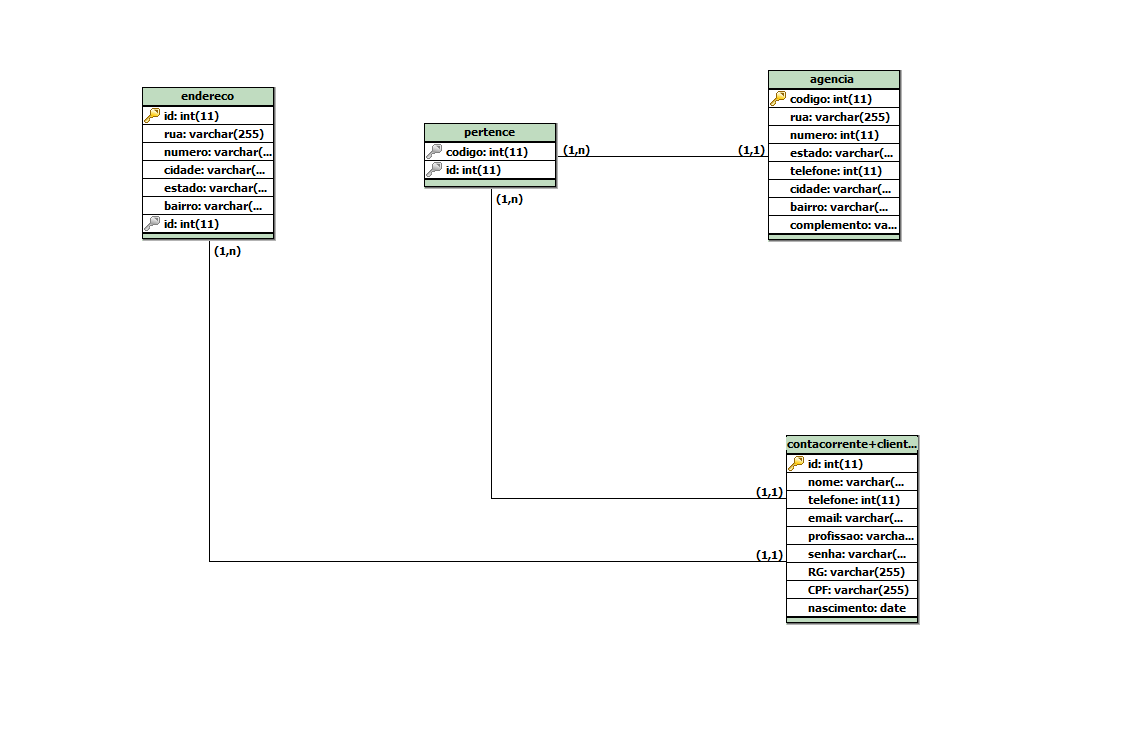 endereco
id: int(11)
rua: varchar(255)
numero: varchar(...
cidade: varchar(...
estado: varchar(...
bairro: varchar(...
id: int(11)
(1,n)
pertence
codigo: int(11)
id: int(11)
(1,n)
(1,n)
(1,1)
agencia
codigo: int(11)
rua: varchar(255)
numero: int(11)
estado: varchar(...
telefone: int(11)
cidade: varchar(...
bairro: varchar(...
complemento: va...
contacorrente+client...
id: int(11)
nome: varchar(...
telefone: int(11)
email: varchar(...
profissao: varcha...
senha: varchar(...
RG: varchar(255)
CPF: varchar(255)
nascimento: date
(1,1)
(1,1)